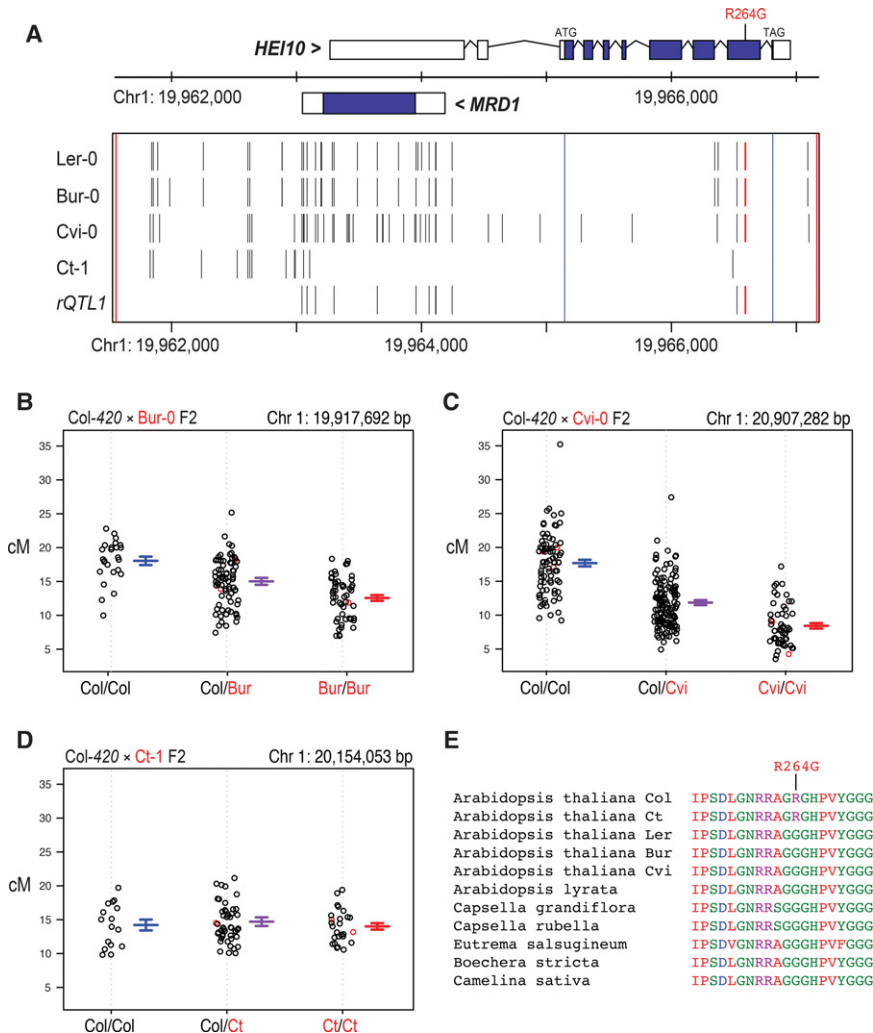 A
R264G
HEI10 >
ATG
TAG
Chr1: 19,962,000
19,966,000
< MRD1
Ler-0
Bur-0
Cvi-0
Ct-1
rQTL1
Chr1: 19,962,000
19,964,000
19,966,000
B
Col-420 × Bur-0 F2
Chr 1: 19,917,692 bp
35
30
25
20
cM
15
10
5
Col/Col
Col/Bur
Bur/Bur
C
Col-420 × Cvi-0 F2
Chr 1: 20,907,282 bp
35
30
25
20
cM
15
10
5
Col/Col
Col/Cvi
Cvi/Cvi
D
Col-420 × Ct-1 F2
Chr 1: 20,154,053 bp
35
30
25
20
cM
15
10
5
Col/Col
Col/Ct
Ct/Ct
E
R264G
Arabidopsis thaliana Col IPSDLGNRRAGRGHPVYGGG
Arabidopsis thaliana Ct IPSDLGNRRAGRGHPVYGGG
Arabidopsis thaliana Ler IPSDLGNRRAGGGHPVYGGG
Arabidopsis thaliana Bur IPSDLGNRRAGGGHPVYGGG
Arabidopsis thaliana Cvi IPSDLGNRRAGGGHPVYGGG
Arabidopsis lyrata IPSDLGNRRAGGGHPVYGGG
Capsella grandiflora IPSDLGNRRSGGGHPVYGGG
Capsella rubella IPSDLGNRRSGGGHPVYGGG
Eutrema salsugineum IPSDVGNRRAGGGHPVFGGG
Boechera stricta IPSDLGNRRAGGGHPVYGGG
Camelina sativa IPSDLGNRRAGGGHPVYGGG